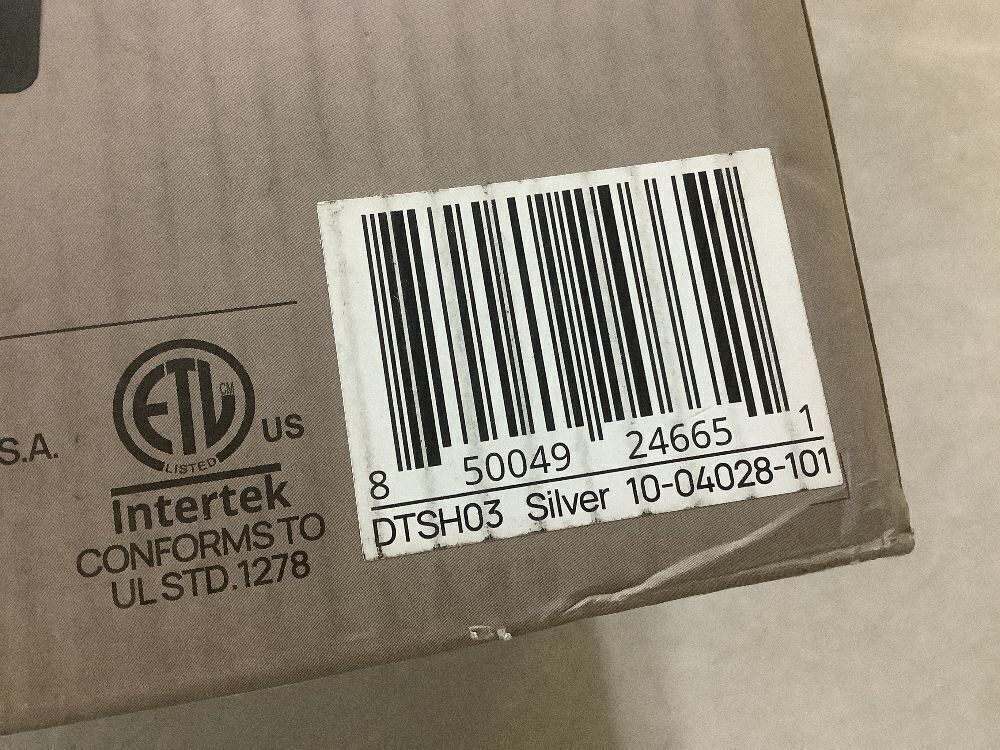 S.A.
ETL CM
LISTED
US
Intertek
CONFORMS TO
UL STD.1278
8 50049 24665 1
DTSH03 Silver 10-04028-101